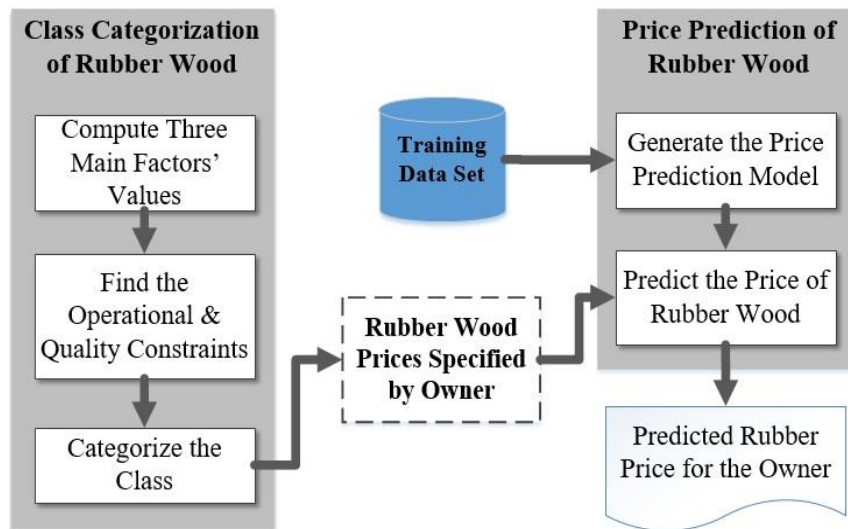 Class Categorization
of Rubber Wood
Compute Three
Main Factors’
Values
Find the
Operational &
Quality Constraints
Categorize the
Class
Rubber Wood
Prices Specified
by Owner
Training
Data Set
Price Prediction of
Rubber Wood
Generate the Price
Prediction Model
Predict the Price of
Rubber Wood
Predicted Rubber
Price for the Owner